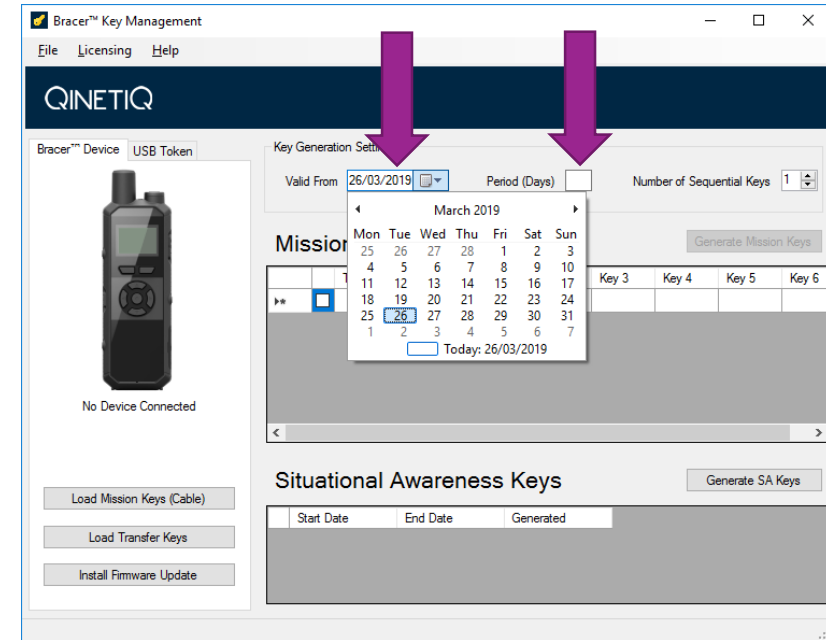 Bracer™ Key Management
File Licensing Help
QINETIQ
Bracer™ Device USB Token
Key Generation
Valid From 26/03/2019 Period (Days) Number of Sequential Keys 1
March 2019
Mon Tue Wed Thu Fri Sat Sun
25 26 27 28 1 2 3
4 5 6 7 8 9 10
11 12 13 14 15 16 17
18 19 20 21 22 23 24
25 26 27 28 29 30 31
1 2 3 4 5 6 7
Today: 26/03/2019
Generate Mission Keys
Key 3 Key 4 Key 5 Key 6
No Device Connected
Load Mission Keys (Cable)
Load Transfer Keys
Install Firmware Update
Situational Awareness Keys
Generate SA Keys
Start Date End Date Generated